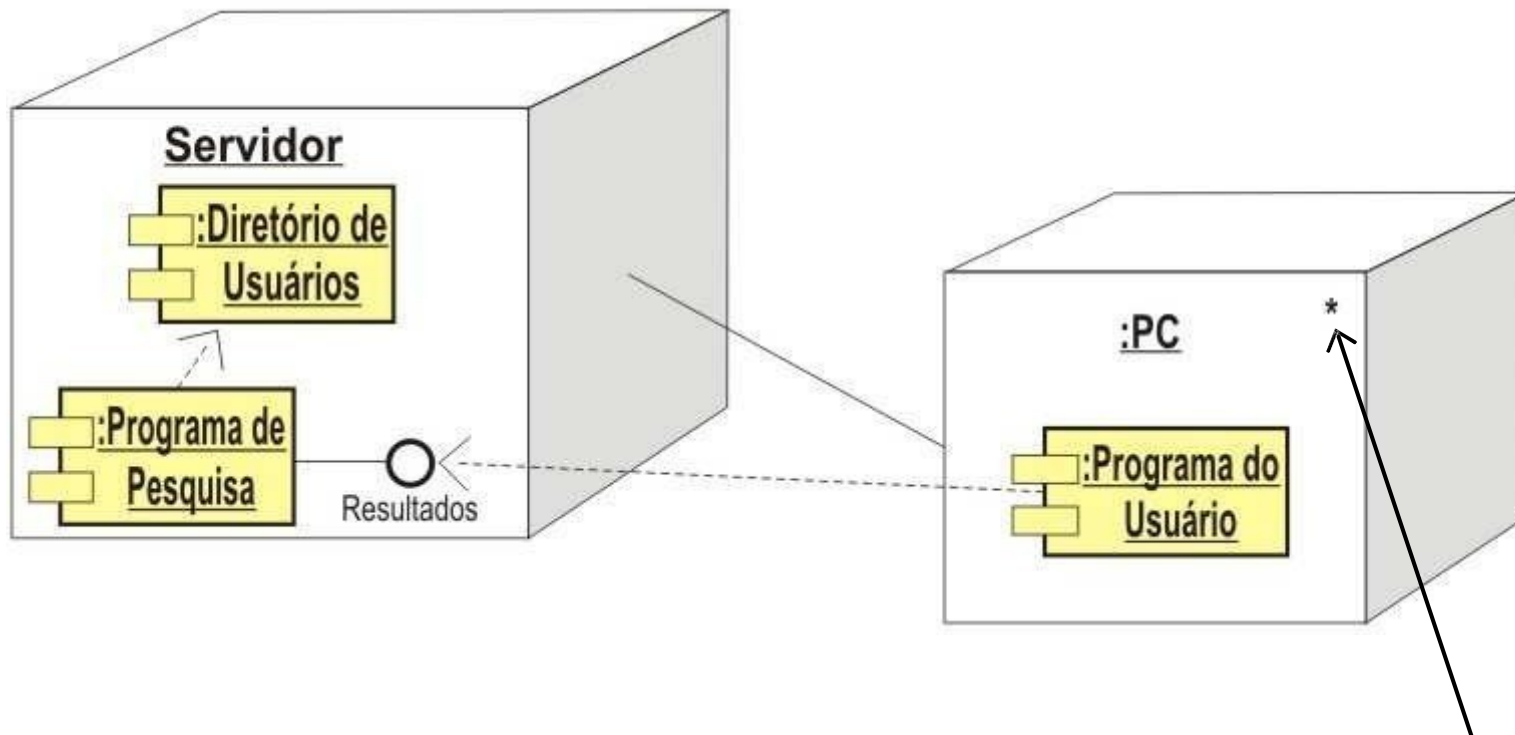 Servidor
:Diretório de
Usuários
:Programa de
Pesquisa
Resultados
:PC
*
:Programa do
Usuário